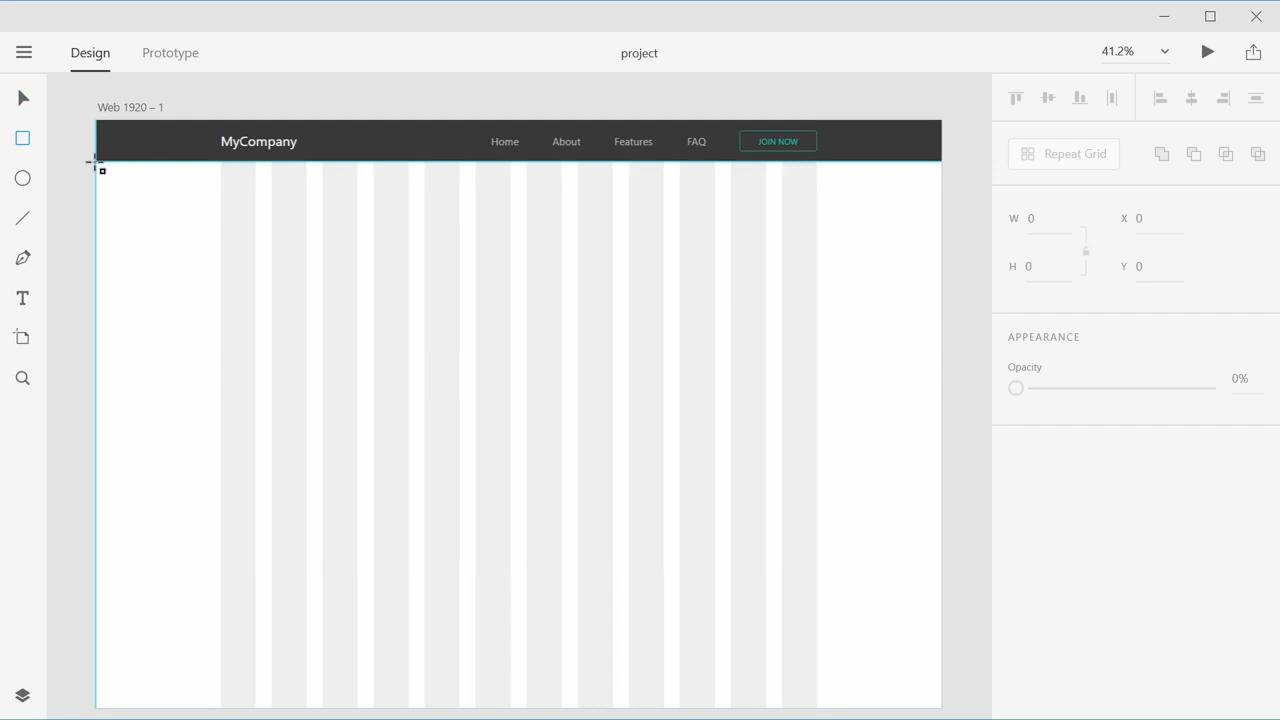 Design
Prototype
project
41.2%
Web 1920 – 1
MyCompany
Home
About
Features
FAQ
JOIN NOW
Repeat Grid
W 0
X 0
H 0
Y 0
APPEARANCE
Opacity
0%